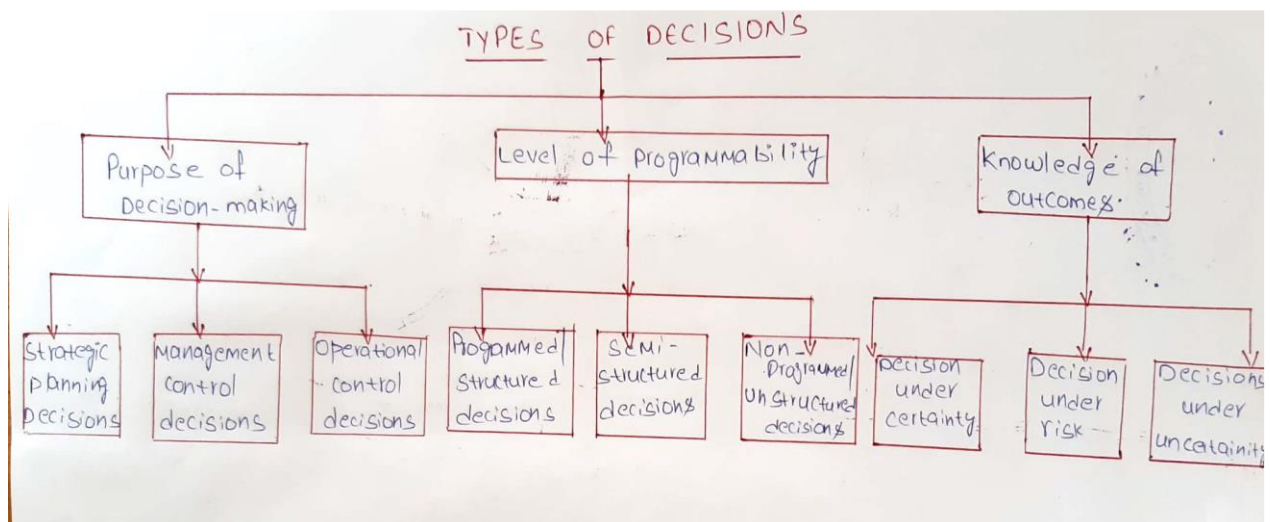 TYPES OF DECISIONS
Purpose of
Decision-making
Level of programmability
Knowledge of
outcomes.
Strategic
planning
Decisions
Management
control
decisions
Operational
control
decisions
Progammed/
structured
decisions
Semi-
structured
decisions
Non-
programmed/
Unstructured
decisions
Decision
under
certainty
Decision
under
risk
Decisions
under
uncertainity